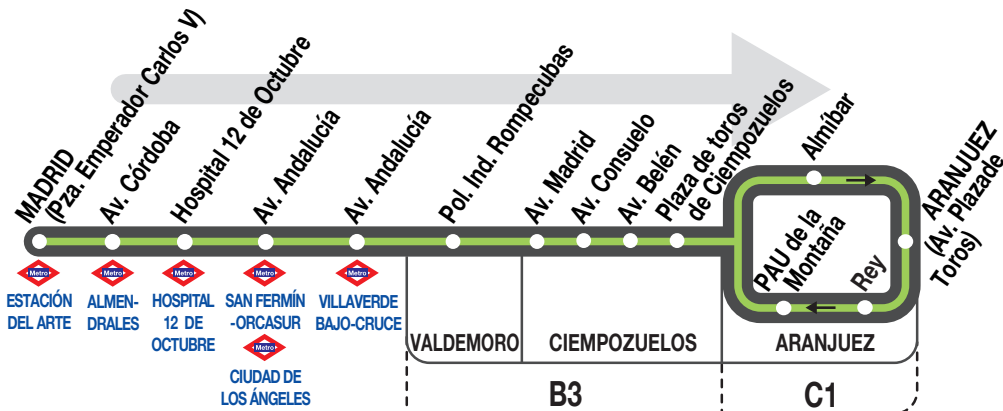 MADRID
(Pza. Emperador Carlos V)
Av. Córdoba
Hospital 12 de Octubre
Av. Andalucía
Av. Andalucía
Pol. Ind. Rompecubas
Av. Madrid
Av. Consuelo
Av. Belén
Plaza de toros
de Ciempozuelos
Almíbar
ARANJUEZ
(Av. Plazade
Toros)
PAU de la
Montaña
Rey
Metro
Metro
Metro
Metro
Metro
ESTACIÓN
DEL ARTE
ALMEN-
DRALES
HOSPITAL
12 DE
OCTUBRE
SAN FERMÍN
-ORCASUR
Metro
CIUDAD DE
LOS ÁNGELES
VILLAVERDE
BAJO-CRUCE
VALDEMORO
CIEMPOZUELOS
ARANJUEZ
B3
C1